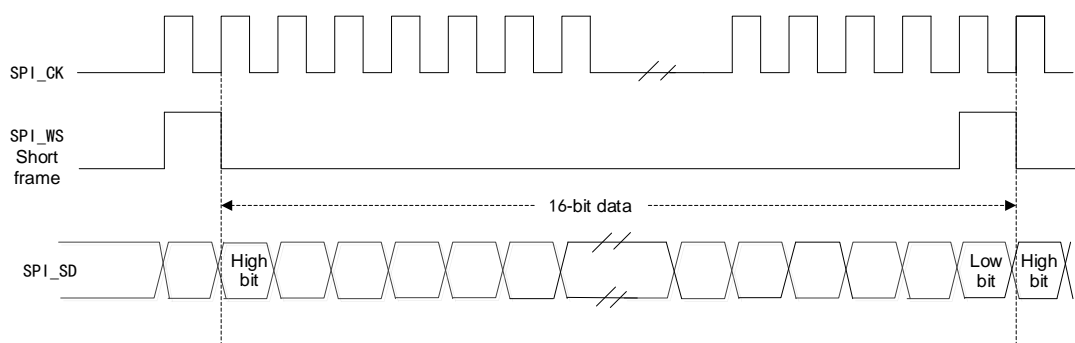 SPI_CK
SPI_WS
Short
frame
16-bit data
SPI_SD
High
bit
Low
bit
High
bit